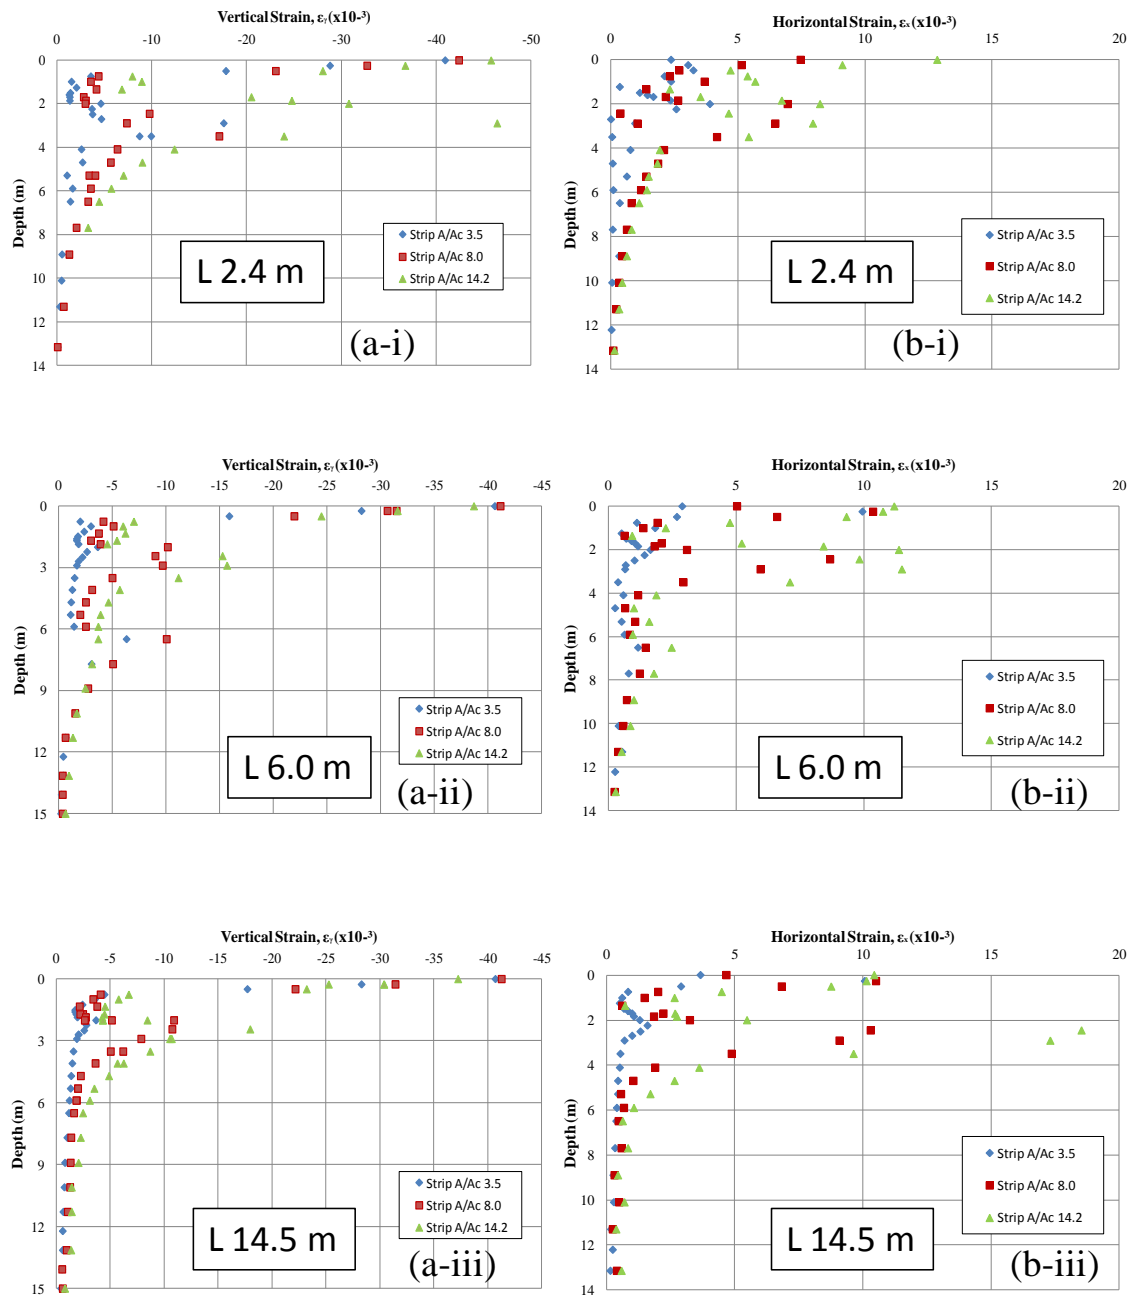 Vertical Strain, εᵧ (x10-³)
0 -10 -20 -30 -40 -50
0
2
4
6
8
10
12
14
Depth (m)
Strip A/Ac 3.5
Strip A/Ac 8.0
Strip A/Ac 14.2
L 2.4 m
(a-i)
Horizontal Strain, εₓ (x10-³)
0 5 10 15 20
0
2
4
6
8
10
12
14
Depth (m)
Strip A/Ac 3.5
Strip A/Ac 8.0
Strip A/Ac 14.2
L 2.4 m
(b-i)
Vertical Strain, εᵧ (x10-³)
0 -5 -10 -15 -20 -25 -30 -35 -40 -45
0
3
6
9
12
15
Depth (m)
Strip A/Ac 3.5
Strip A/Ac 8.0
Strip A/Ac 14.2
L 6.0 m
(a-ii)
Horizontal Strain, εₓ (x10-³)
0 5 10 15 20
0
2
4
6
8
10
12
14
Depth (m)
Strip A/Ac 3.5
Strip A/Ac 8.0
Strip A/Ac 14.2
L 6.0 m
(b-ii)
Vertical Strain, εᵧ (x10-³)
0 -5 -10 -15 -20 -25 -30 -35 -40 -45
0
3
6
9
12
15
Depth (m)
Strip A/Ac 3.5
Strip A/Ac 8.0
Strip A/Ac 14.2
L 14.5 m
(a-iii)
Horizontal Strain, εₓ (x10-³)
0 5 10 15 20
0
2
4
6
8
10
12
14
Depth (m)
Strip A/Ac 3.5
Strip A/Ac 8.0
Strip A/Ac 14.2
L 14.5 m
(b-iii)